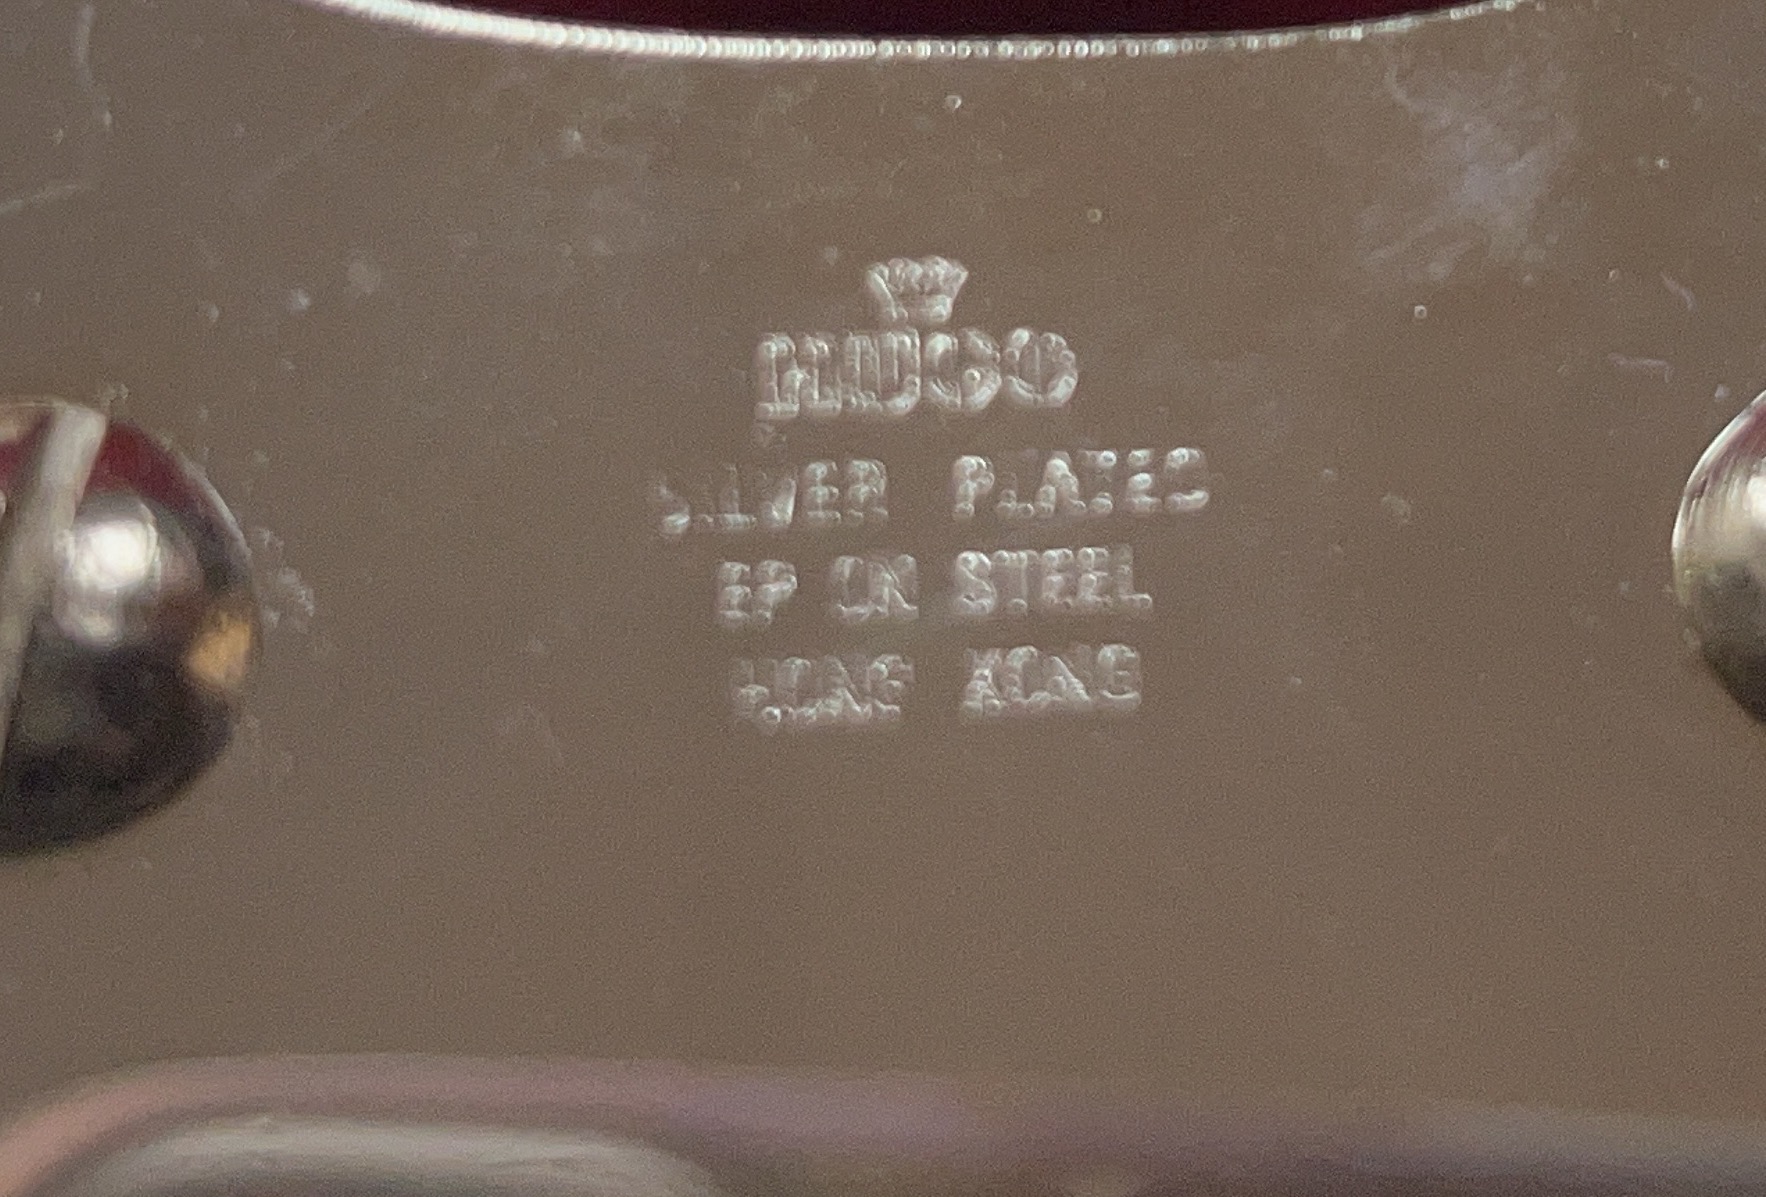 SILVER PLATED
EP ON STEEL
HONG KONG